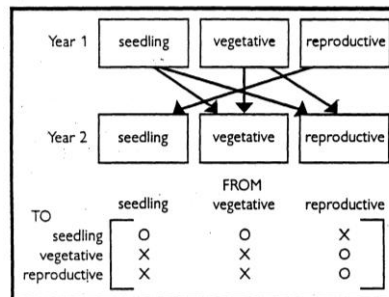 Year 1 seedling vegetative reproductive
Year 2 seedling vegetative reproductive
FROM
seedling vegetative reproductive
TO
seedling O O X
vegetative X X O
reproductive X X O